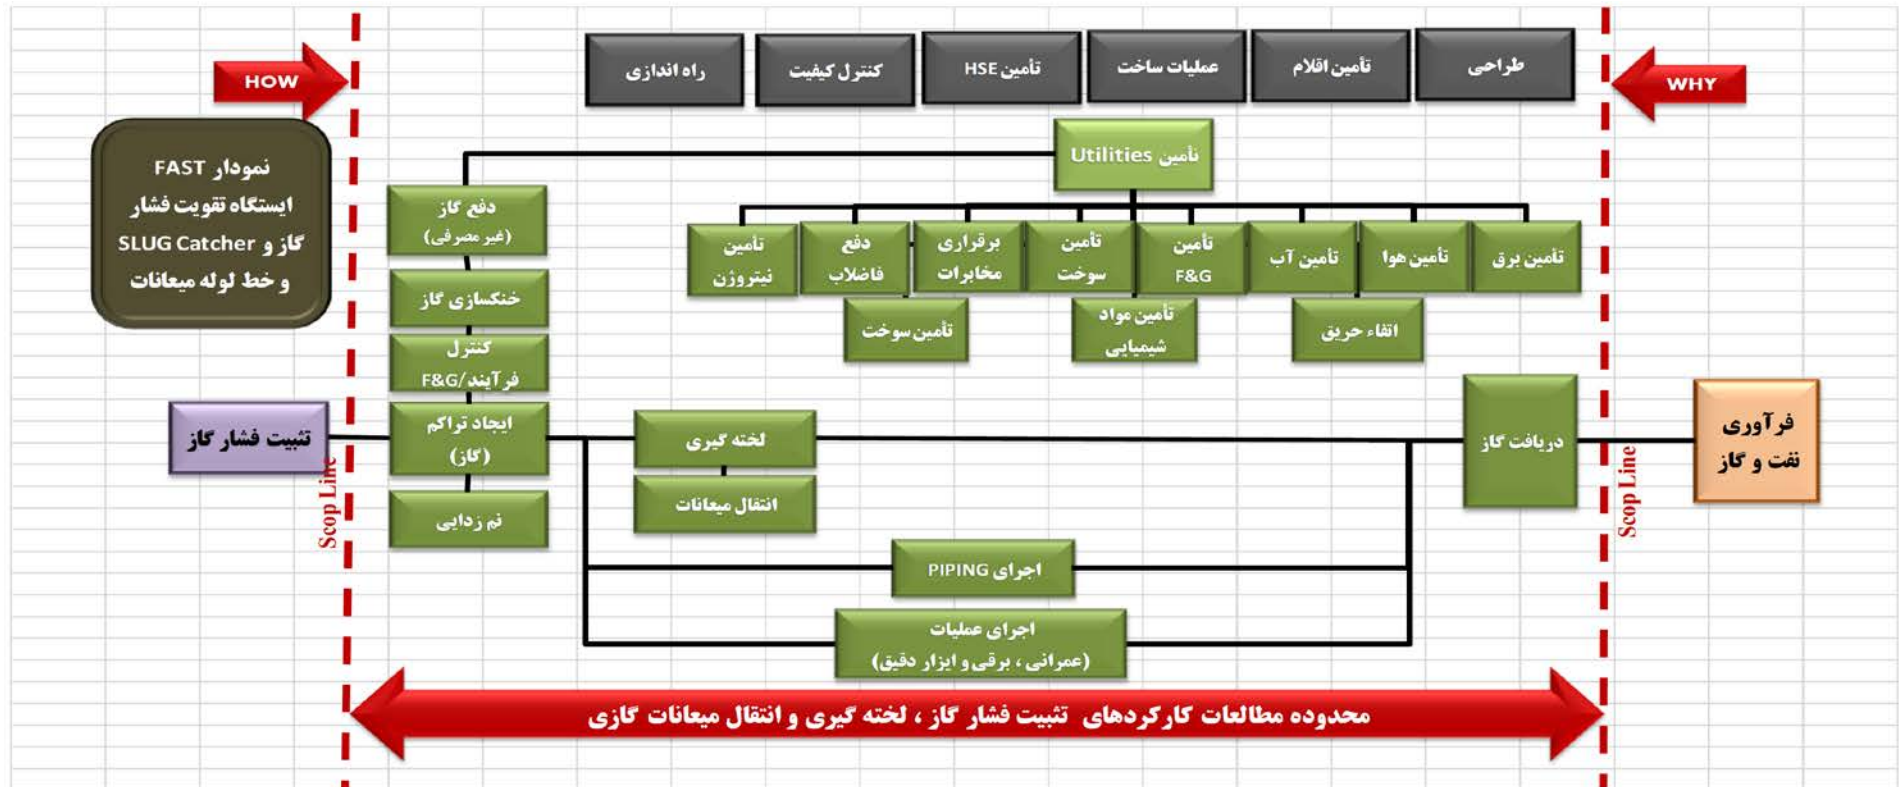 HOW
WHY
طراحی
تأمین اقلام
عملیات ساخت
تأمین HSE
کنترل کیفیت
راه اندازی
نمودار FAST
ایستگاه تقویت فشار
گاز و SLUG Catcher
و خط لوله میعانات
تأمین Utilities
دفع گاز
(غیر مصرفی)
خنکسازی گاز
کنترل
فرآیند/F&G
ایجاد تراکم
(گاز)
نم زدایی
تأمین برق
تأمین هوا
تأمین آب
تأمین
F&G
تأمین
سوخت
برقراری
مخابرات
دفع
فاضلاب
تأمین
نیتروژن
اتفاء حریق
تأمین مواد
شیمیایی
تأمین سوخت
فرآوری
نفت و گاز
دریافت گاز
لخته گیری
انتقال میعانات
تثبیت فشار گاز
Scop Line
Scop Line
اجرای PIPING
اجرای عملیات
(عمرانی ، برقی و ابزار دقیق)
محدوده مطالعات کارکردهای تثبیت فشار گاز ، لخته گیری و انتقال میعانات گازی